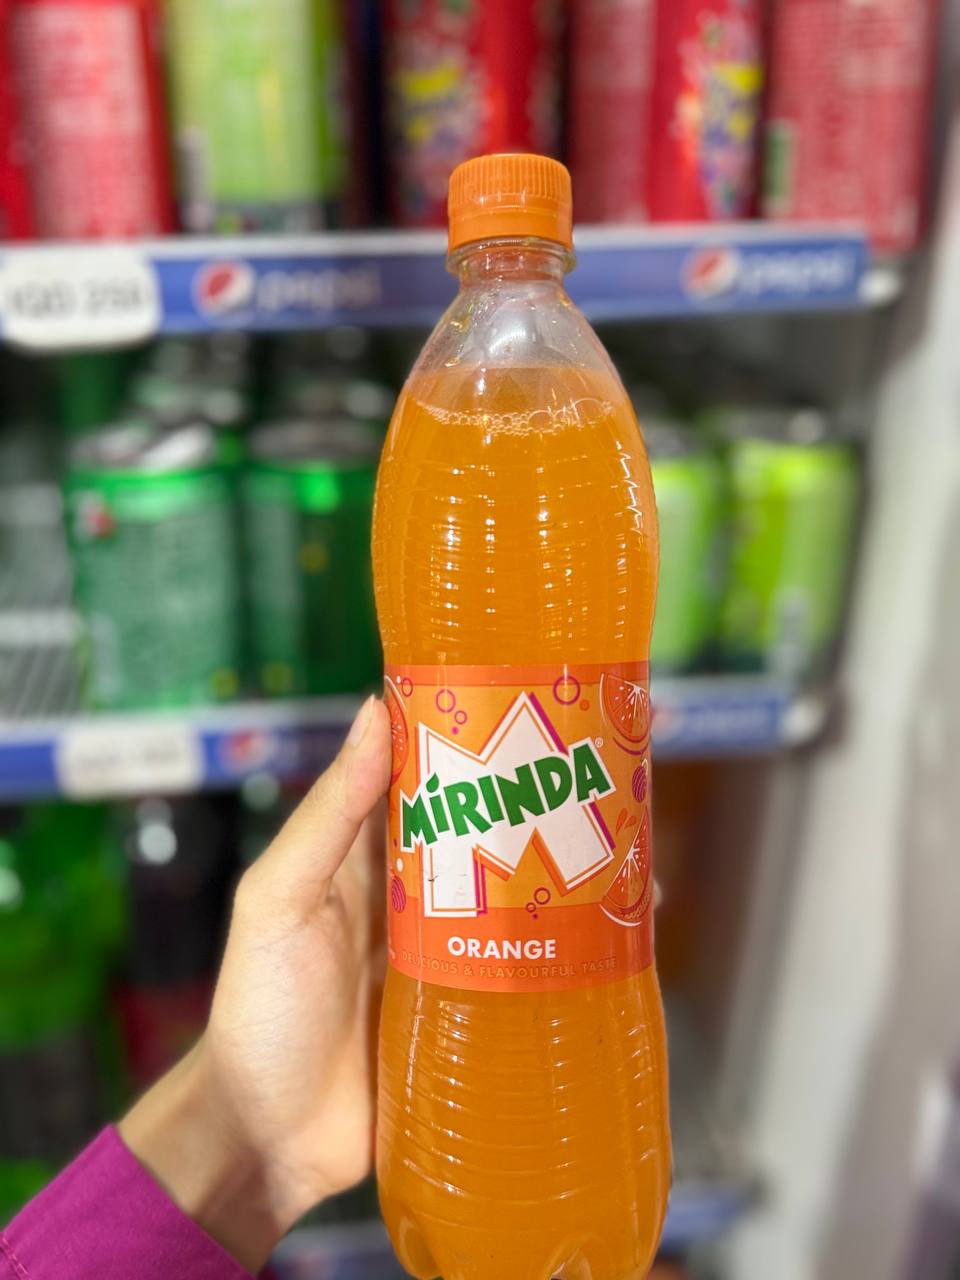 pepsi
pepsi
MiRINDA®
ORANGE
DELICIOUS & FLAVOURFUL TASTE